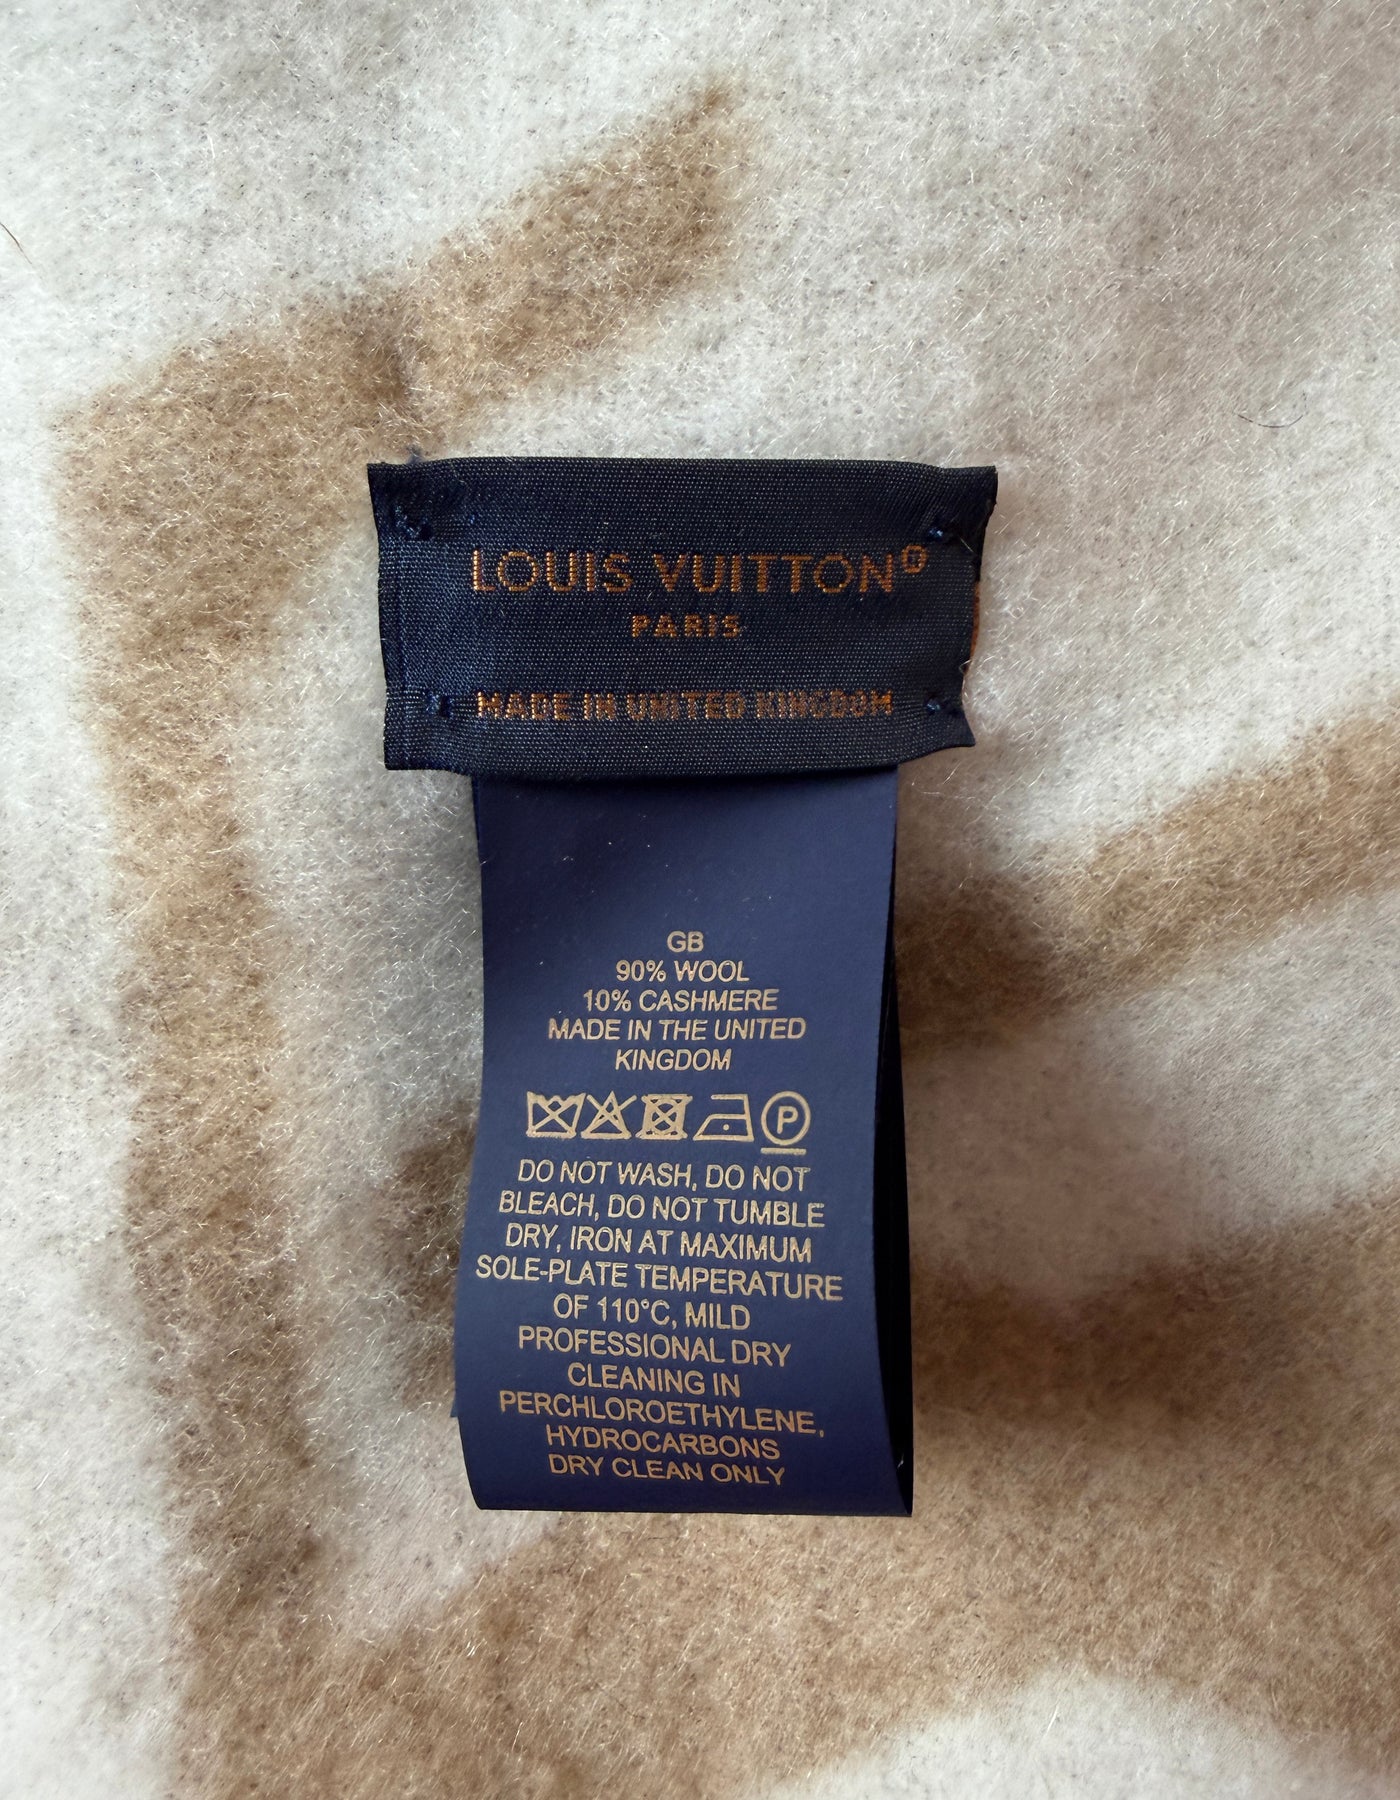 LOUIS VUITTON®
PARIS
MADE IN UNITED KINGDOM
GB
90% WOOL
10% CASHMERE
MADE IN THE UNITED
KINGDOM
P
DO NOT WASH, DO NOT
BLEACH, DO NOT TUMBLE
DRY, IRON AT MAXIMUM
SOLE-PLATE TEMPERATURE
OF 110°C, MILD
PROFESSIONAL DRY
CLEANING IN
PERCHLOROETHYLENE,
HYDROCARBONS
DRY CLEAN ONLY